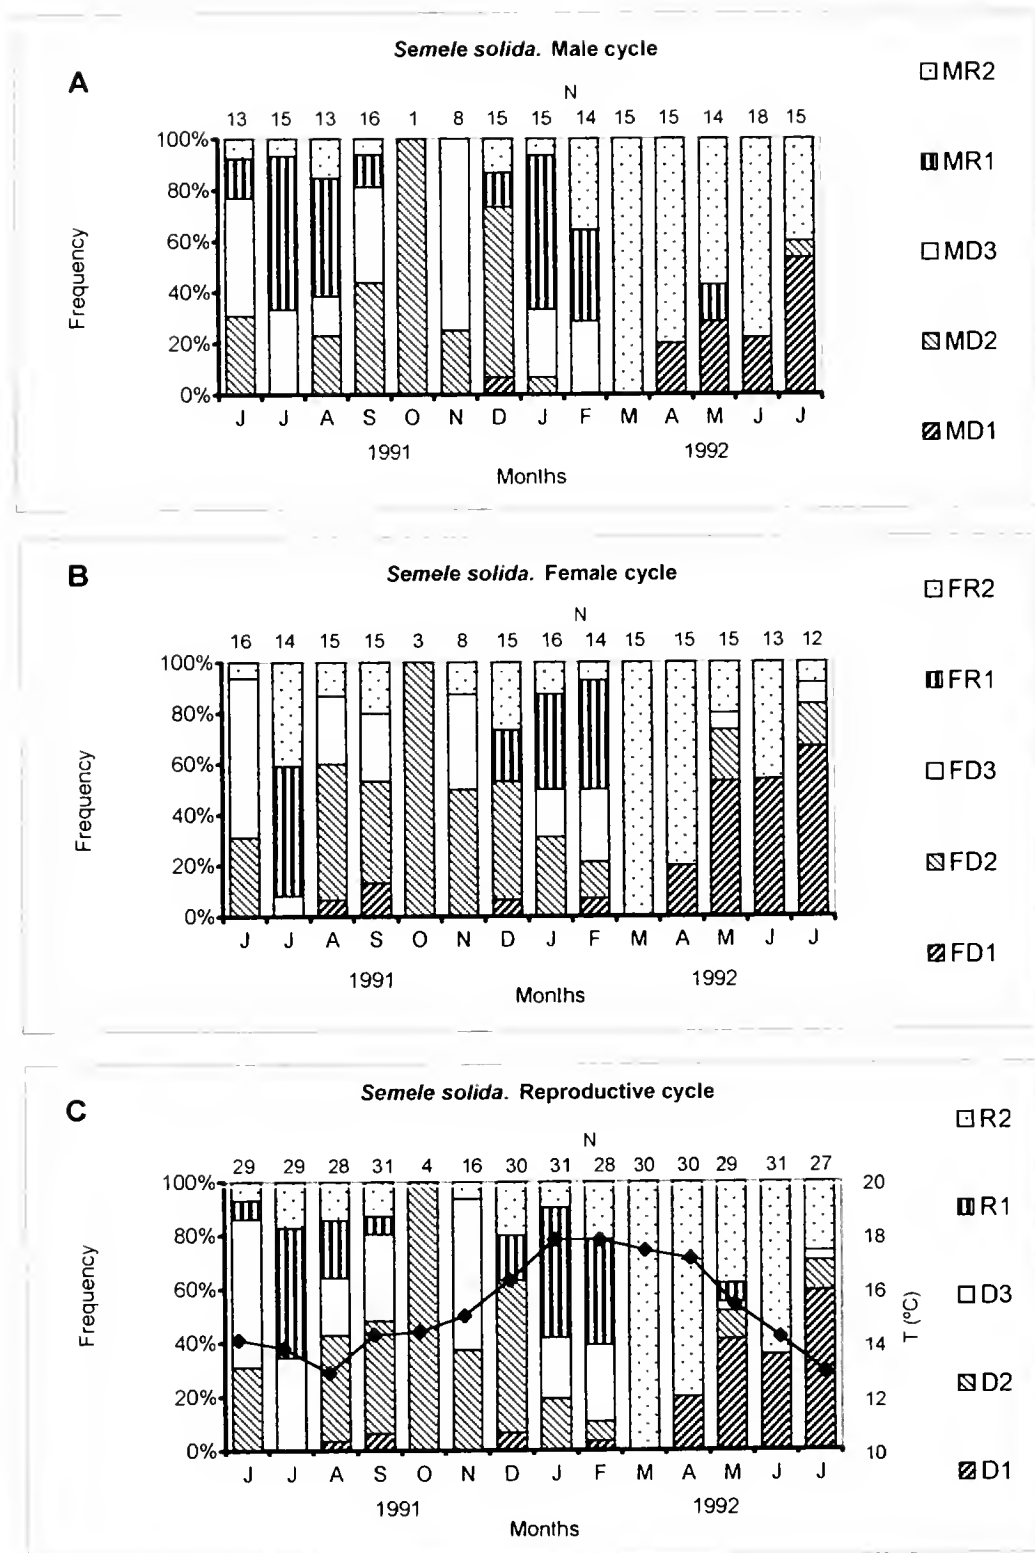 A
Semele solida. Male cycle
N
13 15 13 16 1 8 15 15 14 15 15 14 18 15
100%
80%
60%
40%
20%
0%
Frequency
J J A S O N D J F M A M J J
1991 1992
Months
MR2
MR1
MD3
MD2
MD1
B
Semele solida. Female cycle
N
16 14 15 15 3 8 15 16 14 15 15 15 13 12
100%
80%
60%
40%
20%
0%
Frequency
J J A S O N D J F M A M J J
1991 1992
Months
FR2
FR1
FD3
FD2
FD1
C
Semele solida. Reproductive cycle
N
29 29 28 31 4 16 30 31 28 30 30 29 31 27
100%
80%
60%
40%
20%
0%
Frequency
20
18
16
14
12
10
T (ºC)
J J A S O N D J F M A M J J
1991 1992
Months
R2
R1
D3
D2
D1